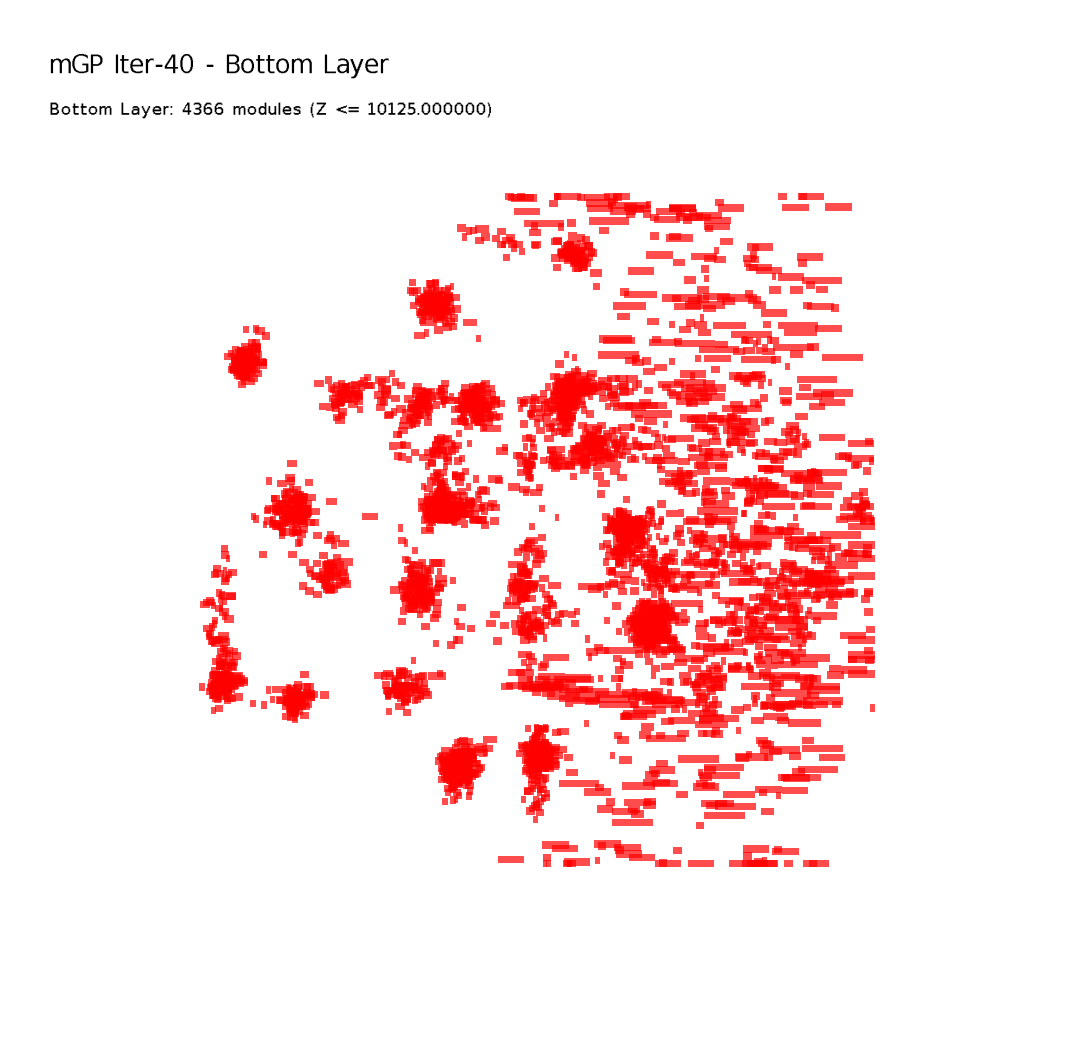 mGP Iter-40 - Bottom Layer
Bottom Layer: 4366 modules (Z <= 10125.000000)